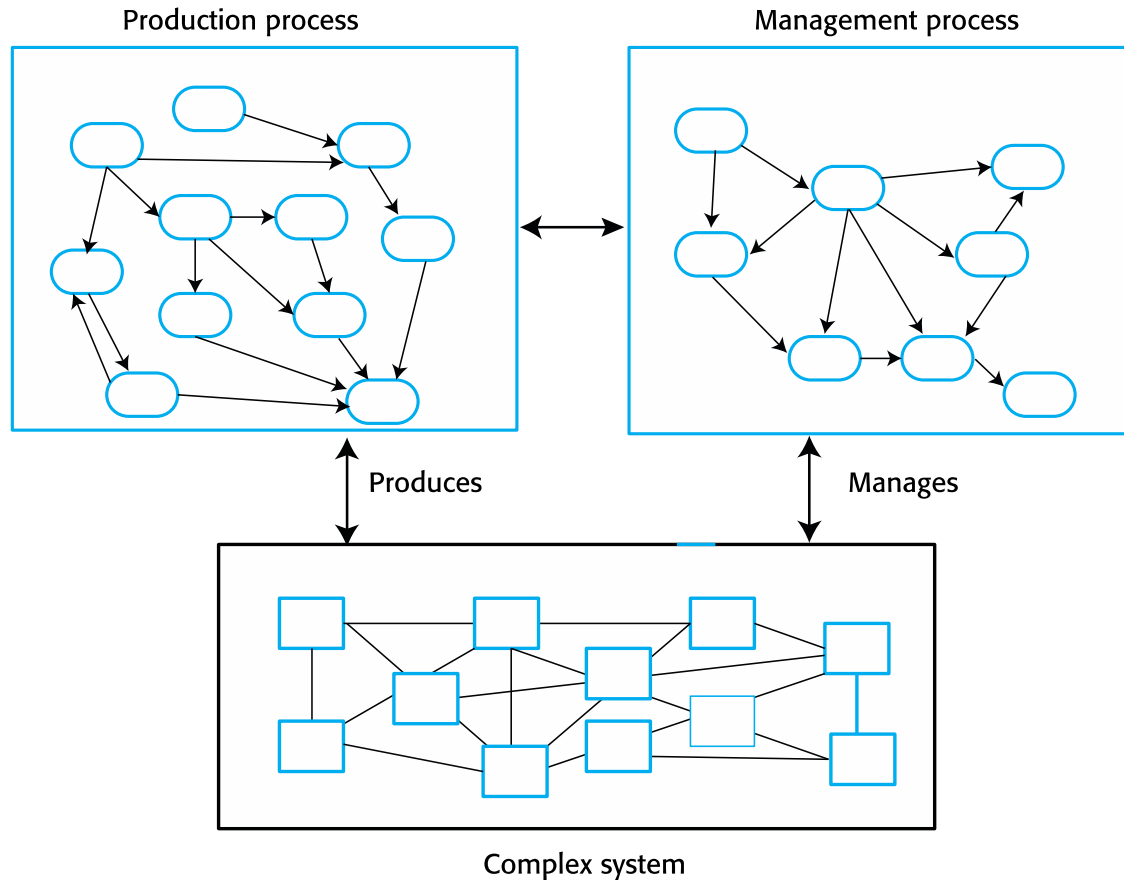 Production process
Management process
Produces
Manages
Complex system